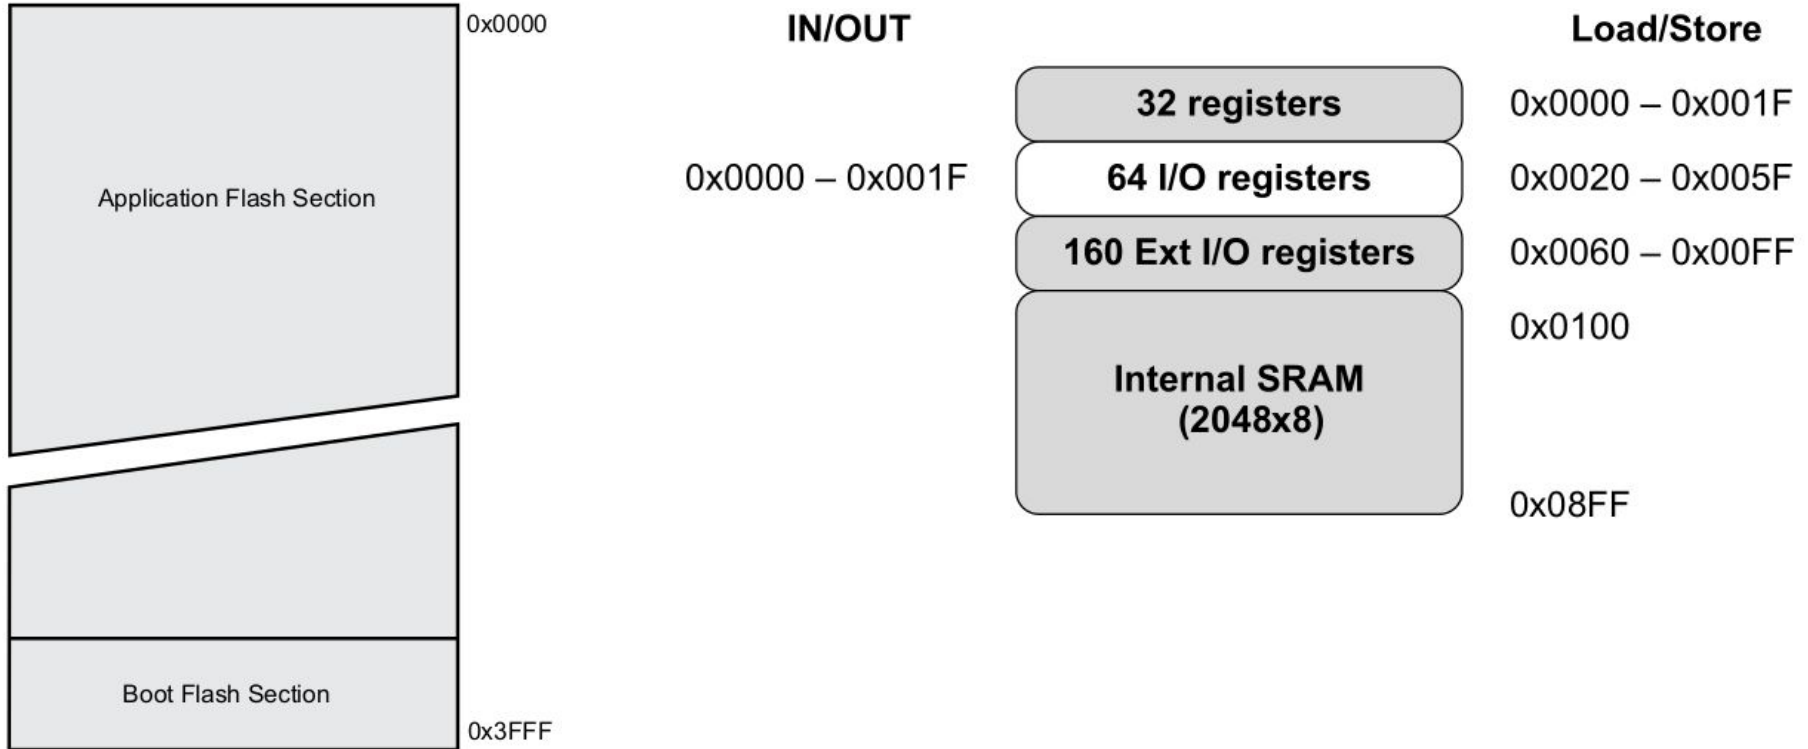 0x0000
Application Flash Section
Boot Flash Section
0x3FFF
IN/OUT
Load/Store
32 registers
0x0000 – 0x001F
0x0000 – 0x001F
64 I/O registers
0x0020 – 0x005F
160 Ext I/O registers
0x0060 – 0x00FF
0x0100
Internal SRAM
(2048x8)
0x08FF